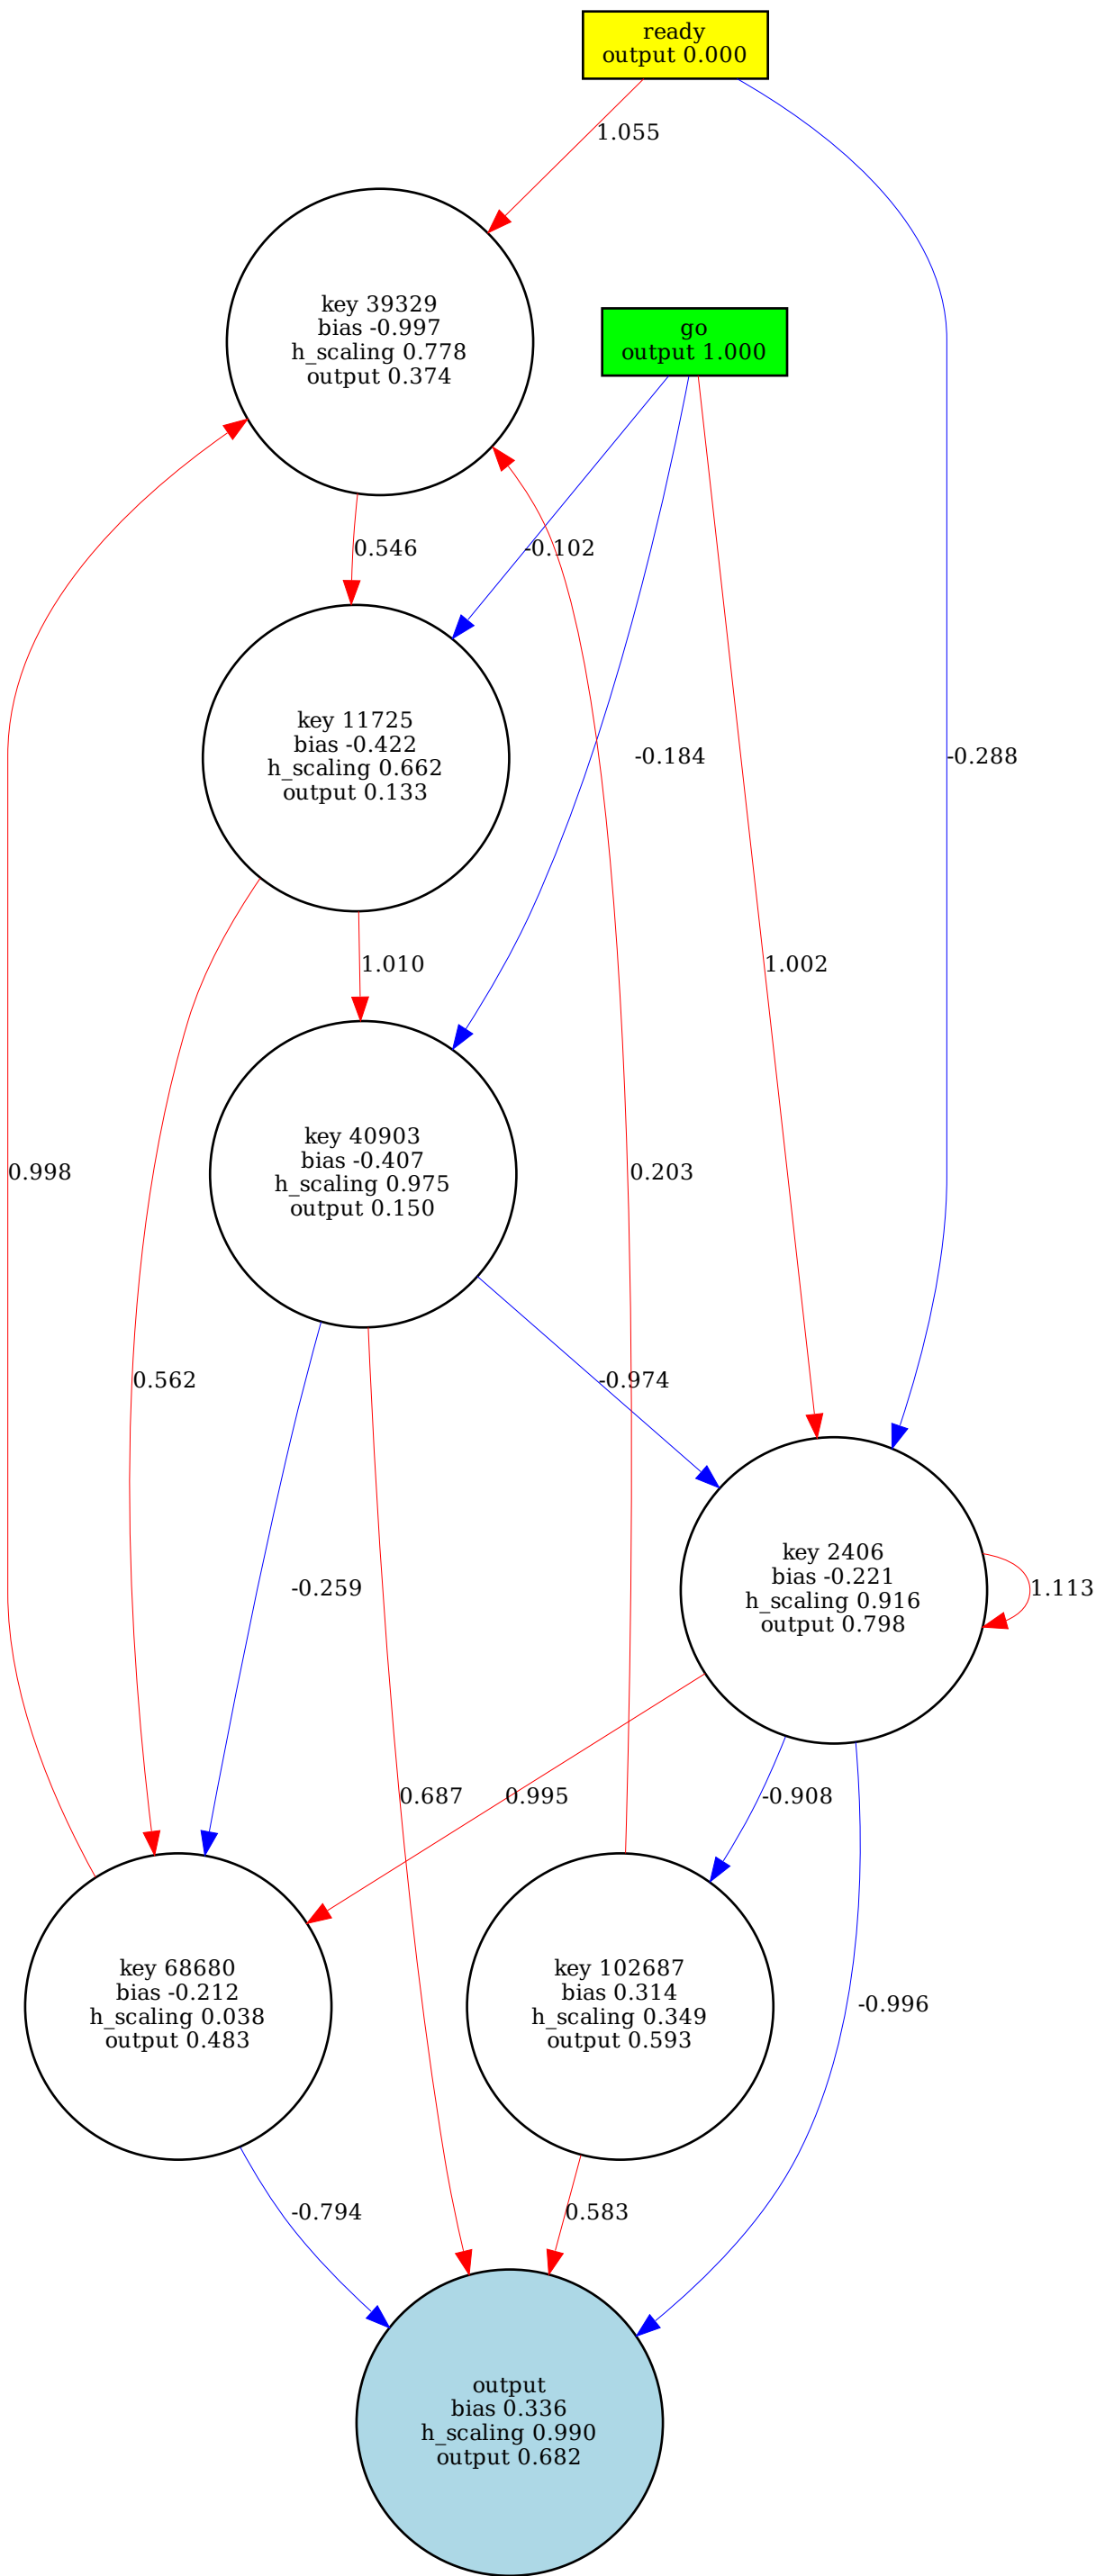 ready
output 0.000
1.055
key 39329
bias -0.997
h_scaling 0.778
output 0.374
go
output 1.000
0.546
-0.102
key 11725
bias -0.422
h_scaling 0.662
output 0.133
-0.184
-0.288
1.010
1.002
key 40903
bias -0.407
h_scaling 0.975
output 0.150
0.998
0.203
0.562
-0.974
key 2406
bias -0.221
h_scaling 0.916
output 0.798
-0.259
1.113
0.687
0.995
-0.908
key 68680
bias -0.212
h_scaling 0.038
output 0.483
key 102687
bias 0.314
h_scaling 0.349
output 0.593
-0.996
-0.794
0.583
output
bias 0.336
h_scaling 0.990
output 0.682